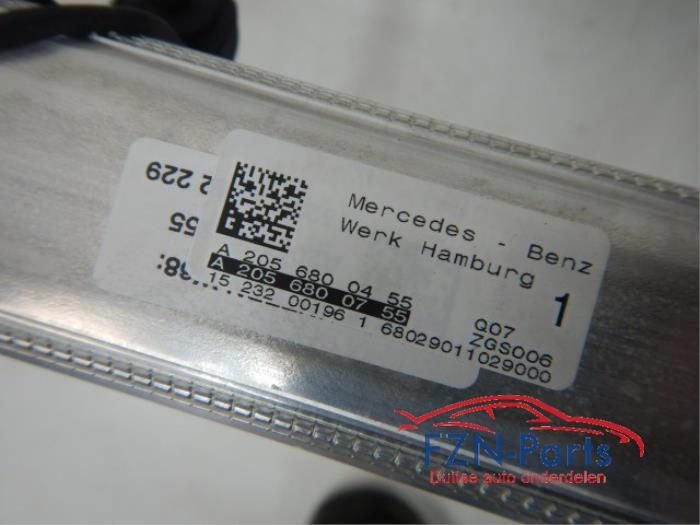 Mercedes - Benz
Werk Hamburg
1
A 205 680 04 55
A 205 680 07 55
Q07
ZGS006
15 232 00196 1 68029011029000
2 229
55
FZN-Parts
Duitse auto onderdelen